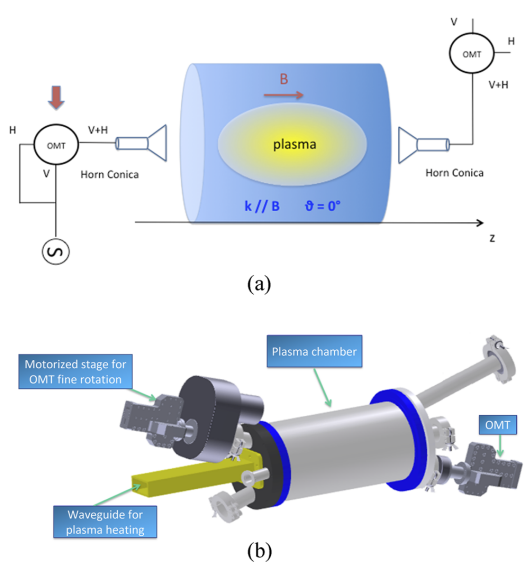 V
H
OMT
V+H
B
H
V+H
OMT
V
Horn Conica
plasma
Horn Conica
k // B ϑ = 0°
S
z
(a)
Plasma chamber
Motorized stage for
OMT fine rotation
OMT
Waveguide for
plasma heating
(b)